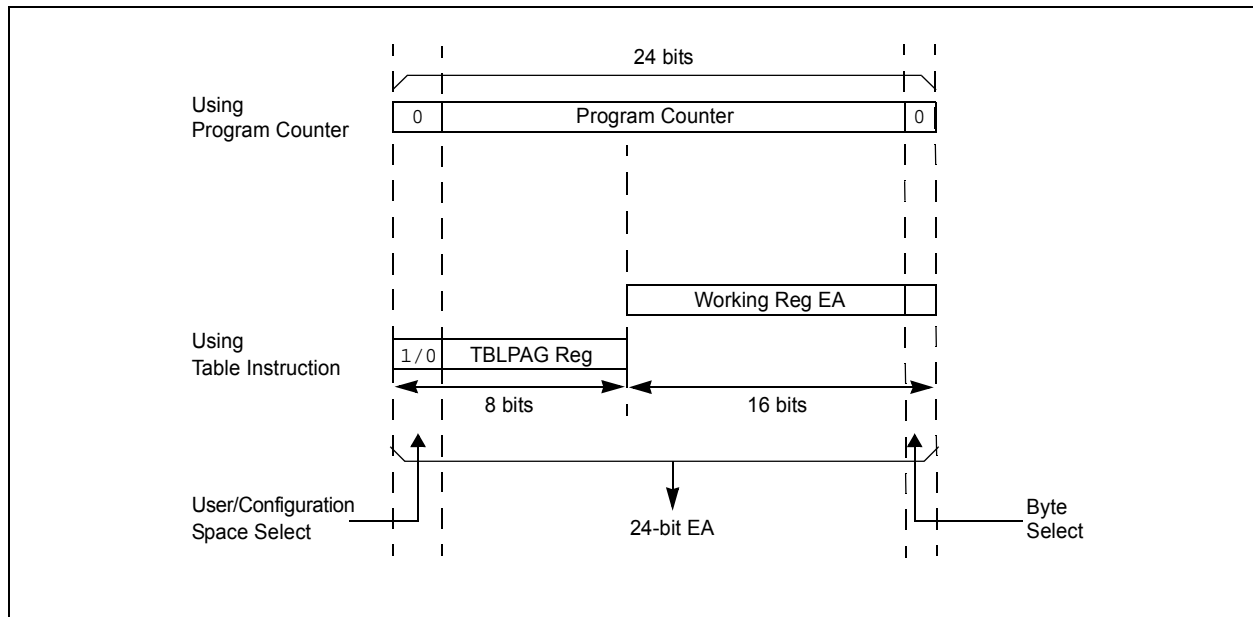 24 bits
Using
Program Counter
0
Program Counter
0
Working Reg EA
Using
Table Instruction
1/0
TBLPAG Reg
8 bits
16 bits
User/Configuration
Space Select
24-bit EA
Byte
Select